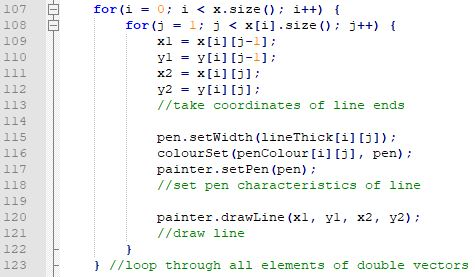 107 for(i = 0; i < x.size(); i++) {
108 for(j = 1; j < x[i].size(); j++) {
109 x1 = x[i][j-1];
110 y1 = y[i][j-1];
111 x2 = x[i][j];
112 y2 = y[i][j];
113 //take coordinates of line ends
114
115 pen.setWidth(lineThick[i][j]);
116 colourSet(penColour[i][j], pen);
117 painter.setPen(pen);
118 //set pen characteristics of line
119
120 painter.drawLine(x1, y1, x2, y2);
121 //draw line
122 }
123 } //loop through all elements of double vectors